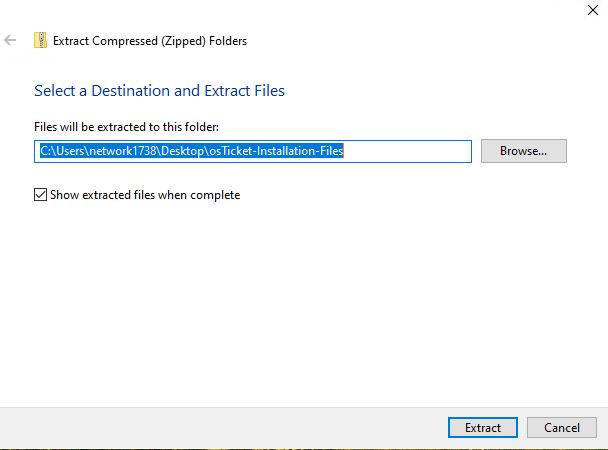 Extract Compressed (Zipped) Folders
Select a Destination and Extract Files
Files will be extracted to this folder:
C:\Users\network1738\Desktop\osTicket-Installation-Files
Browse...
Show extracted files when complete
Extract
Cancel